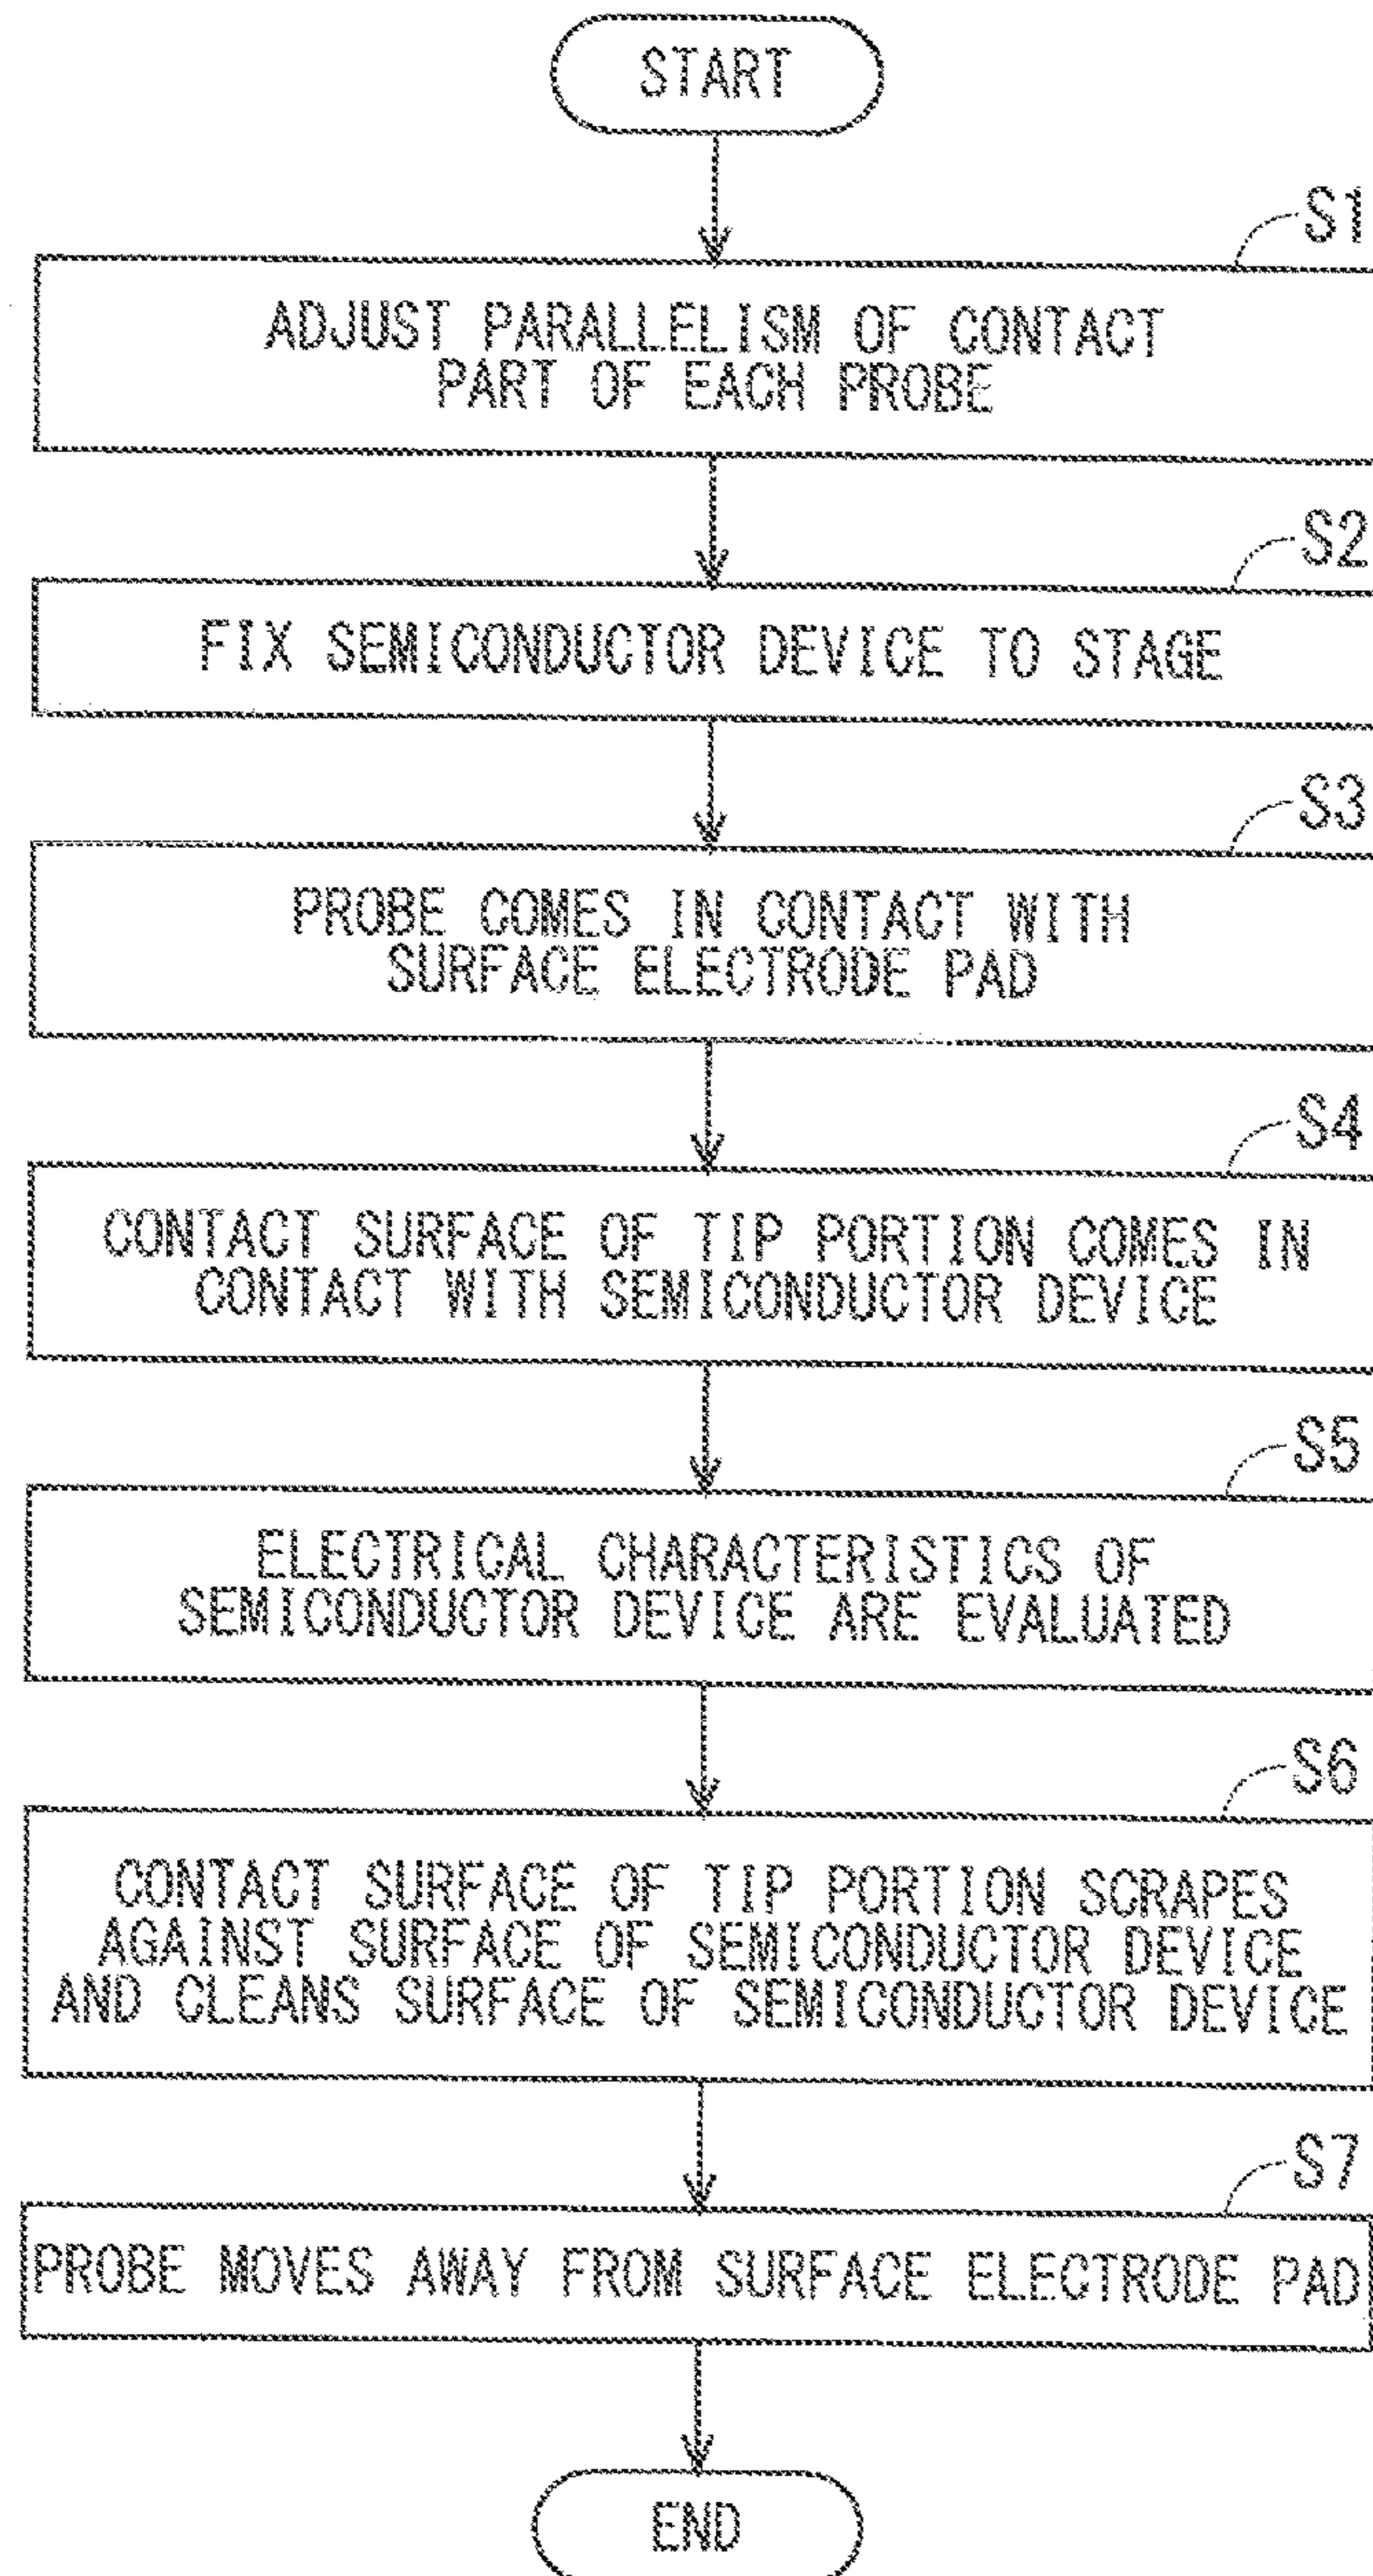 START
S1
ADJUST PARALLELISM OF CONTACT
PART OF EACH PROBE
S2
FIX SEMICONDUCTOR DEVICE TO STAGE
S3
PROBE COMES IN CONTACT WITH
SURFACE ELECTRODE PAD
S4
CONTACT SURFACE OF TIP PORTION COMES IN
CONTACT WITH SEMICONDUCTOR DEVICE
S5
ELECTRICAL CHARACTERISTICS OF
SEMICONDUCTOR DEVICE ARE EVALUATED
S6
CONTACT SURFACE OF TIP PORTION SCRAPES
AGAINST SURFACE OF SEMICONDUCTOR DEVICE
AND CLEANS SURFACE OF SEMICONDUCTOR DEVICE
S7
PROBE MOVES AWAY FROM SURFACE ELECTRODE PAD
END